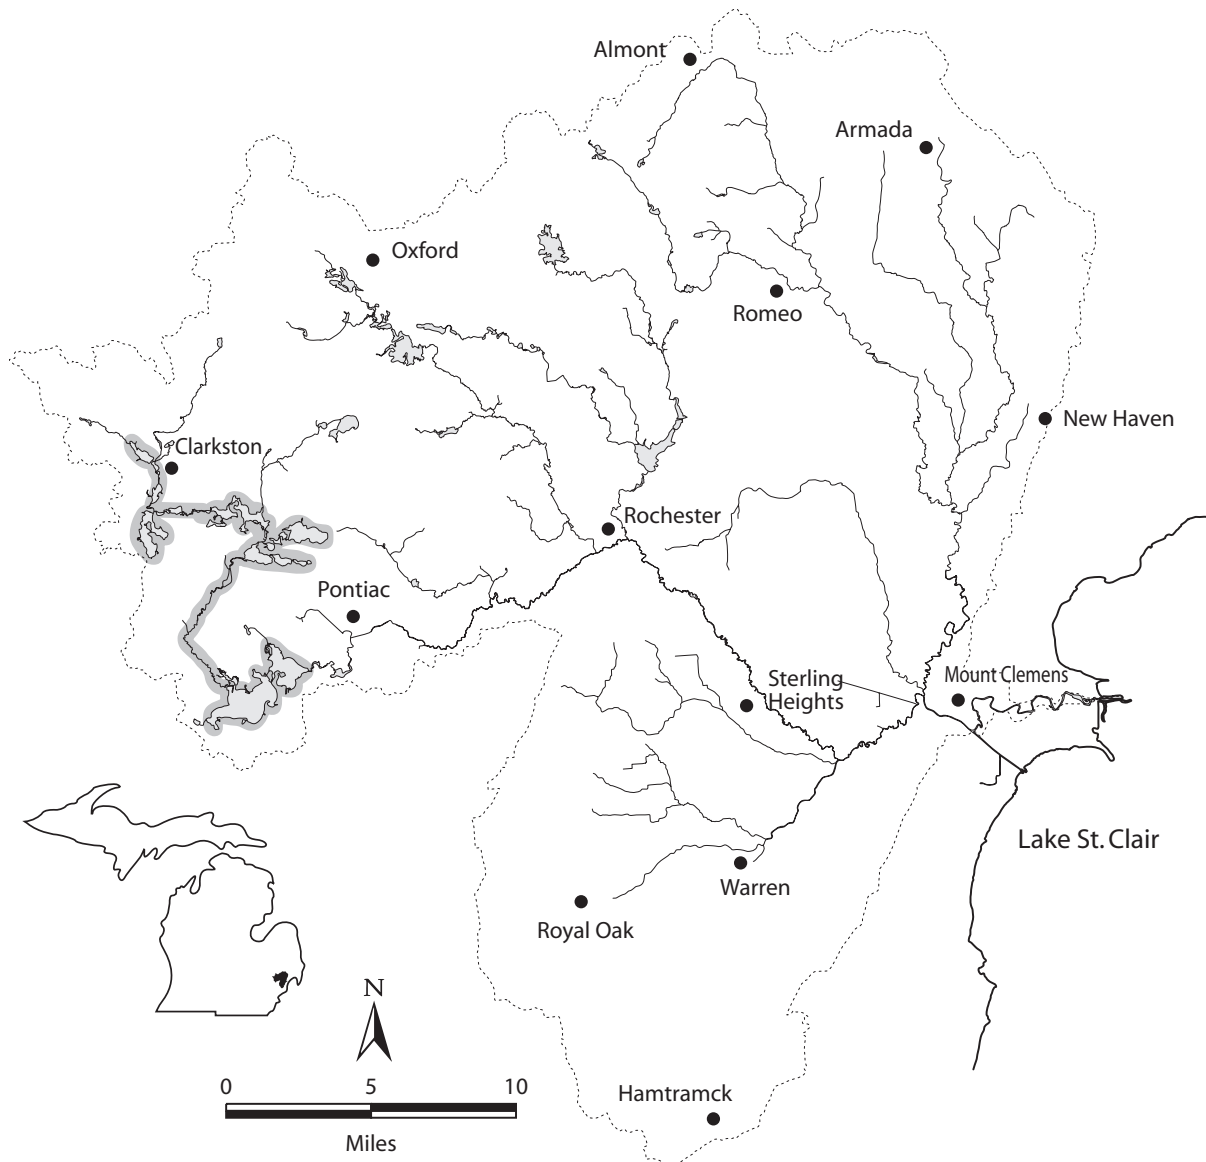 Almont
Armada
Oxford
Romeo
New Haven
Clarkston
Rochester
Pontiac
Mount Clemens
Sterling
Heights
Lake St. Clair
Warren
Royal Oak
N
0 5 10
Miles
Hamtramck